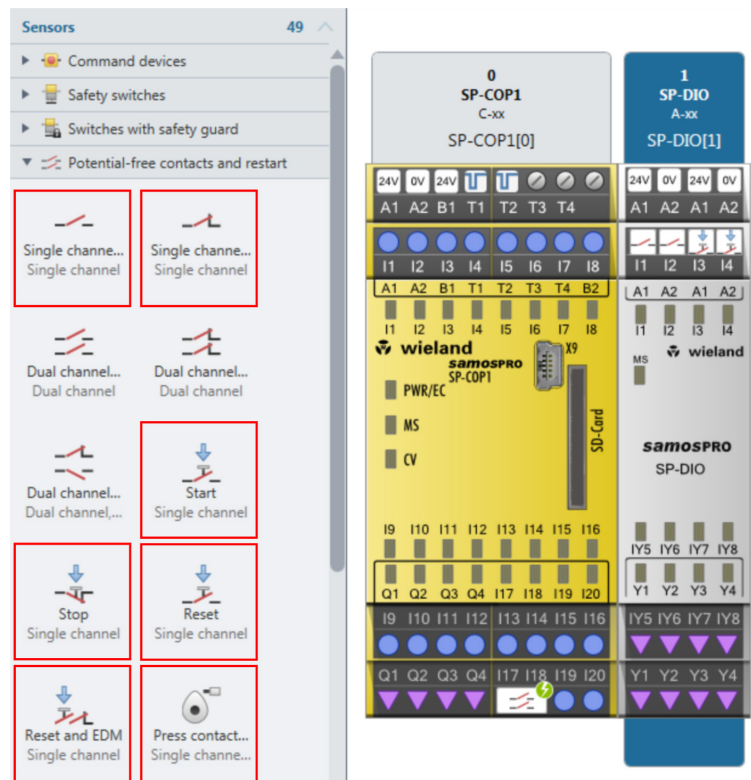 Sensors 49
Command devices
Safety switches
Switches with safety guard
Potential-free contacts and restart
Single channe... Single channe...
Single channel Single channel
Dual channel... Dual channel...
Dual channel Dual channel
Dual channel... Start
Dual channel,... Single channel
Stop Reset
Single channel Single channel
Reset and EDM Press contact...
Single channel Single channe...
0
SP-COP1
C-xx
SP-COP1[0]
24V 0V 24V
A1 A2 B1 T1 T2 T3 T4
I1 I2 I3 I4 I5 I6 I7 I8
A1 A2 B1 T1 T2 T3 T4 B2
I1 I2 I3 I4 I5 I6 I7 I8
wieland
samosPRO
SP-COP1
X9
PWR/EC
MS
CV
SD-Card
I9 I10 I11 I12 I13 I14 I15 I16
Q1 Q2 Q3 Q4 I17 I18 I19 I20
I9 I10 I11 I12 I13 I14 I15 I16
Q1 Q2 Q3 Q4 I17 I18 I19 I20
1
SP-DIO
A-xx
SP-DIO[1]
24V 0V 24V 0V
A1 A2 A1 A2
I1 I2 I3 I4
A1 A2 A1 A2
I1 I2 I3 I4
MS
wieland
samosPRO
SP-DIO
IY5 IY6 IY7 IY8
Y1 Y2 Y3 Y4
IY5 IY6 IY7 IY8
Y1 Y2 Y3 Y4